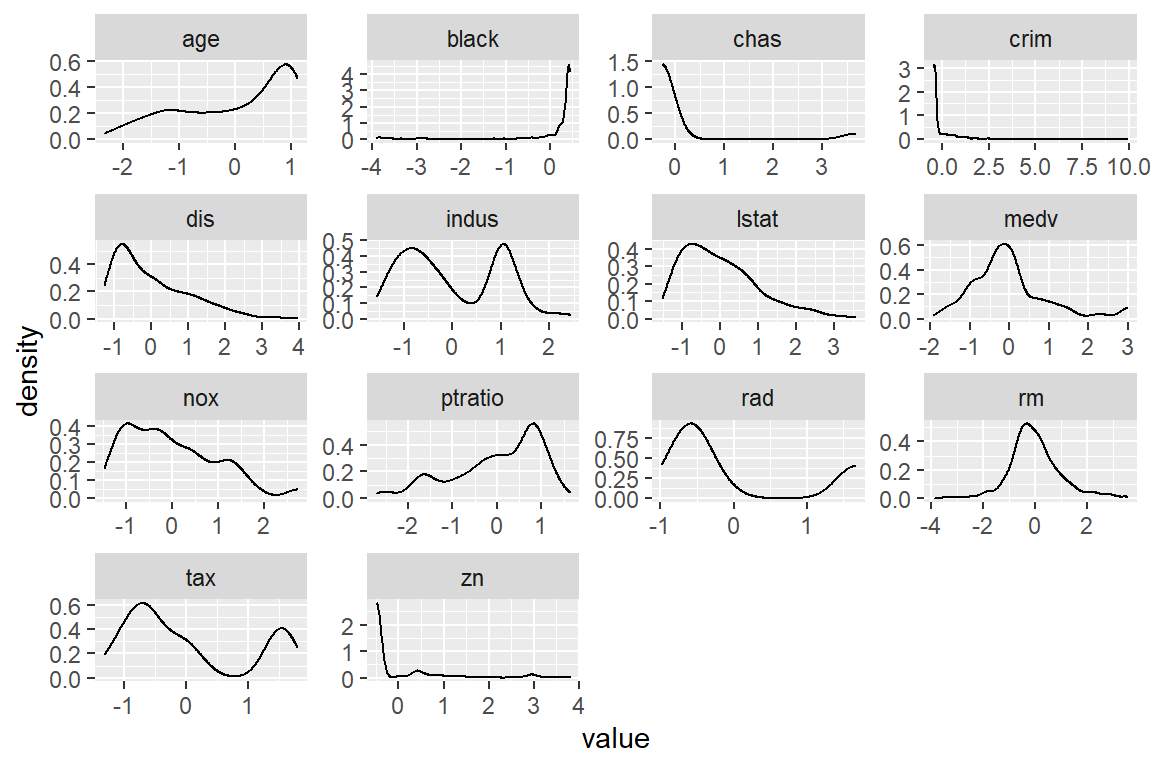 age black chas crim
0.6 0.4 0.2 0.0 4 3 2 1 0 1.5 1.0 0.5 0.0 3 2 1 0
-2 -1 0 1 -4 -3 -2 -1 0 0 1 2 3 0.0 2.5 5.0 7.5 10.0
dis indus lstat medv
0.4 0.2 0.0 0.5 0.4 0.3 0.2 0.1 0.0 0.4 0.3 0.2 0.1 0.0 0.6 0.4 0.2 0.0
-1 0 1 2 3 4 -1 0 1 2 -1 0 1 2 3 -2 -1 0 1 2 3
density
nox ptratio rad rm
0.4 0.3 0.2 0.1 0.0 0.4 0.2 0.0 0.75 0.50 0.25 0.00 0.4 0.2 0.0
-1 0 1 2 -2 -1 0 1 -1 0 1 -4 -2 0 2
tax zn
0.6 0.4 0.2 0.0 2 1 0
-1 0 1 0 1 2 3 4
value